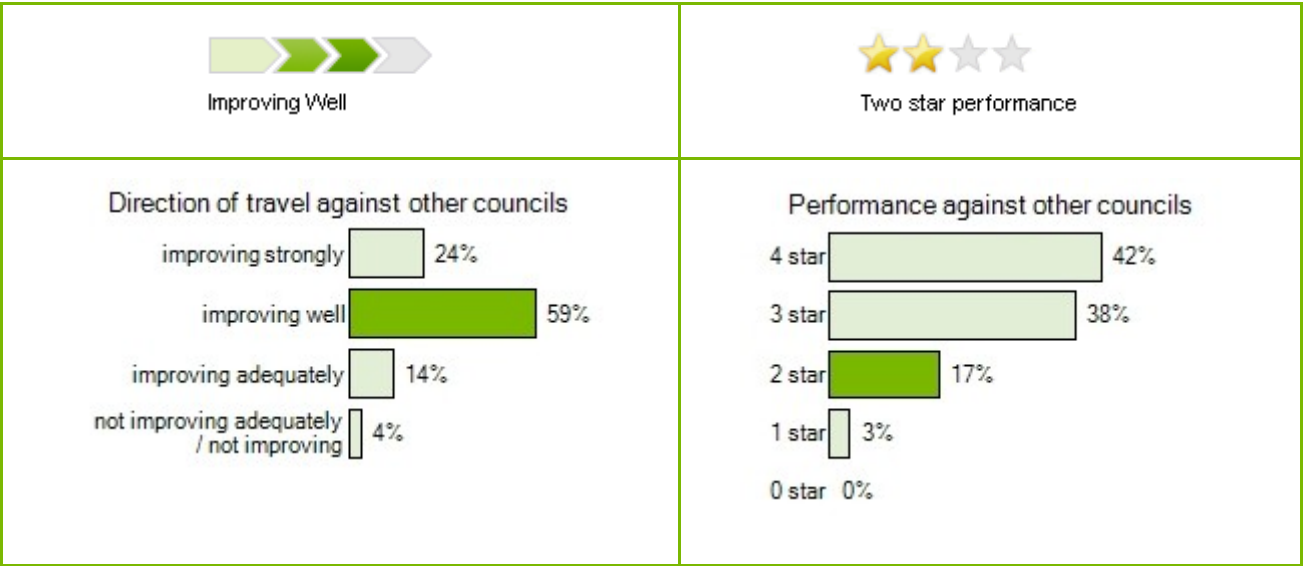 Improving Well
Two star performance
Direction of travel against other councils
improving strongly 24%
improving well 59%
improving adequately 14%
not improving adequately
/ not improving 4%
Performance against other councils
4 star 42%
3 star 38%
2 star 17%
1 star 3%
0 star 0%